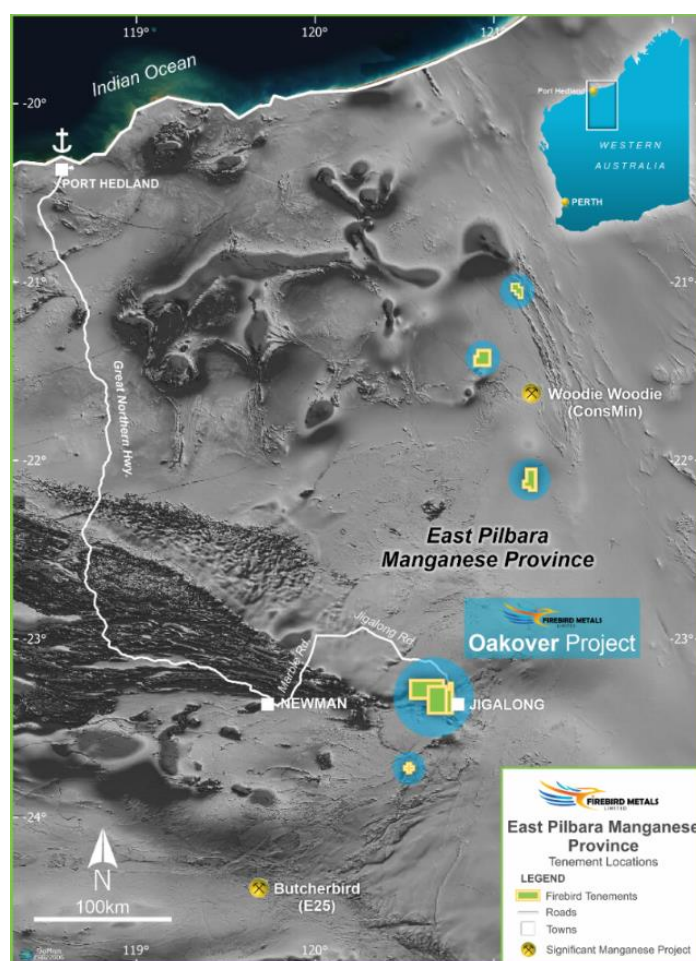 119°
120°
121°
Indian Ocean
-20°
Port Hedland
WESTERN
AUSTRALIA
PERTH
PORT HEDLAND
-21°
-21°
Great Northern Hwy.
Woodie Woodie
(ConsMin)
-22°
-22°
East Pilbara
Manganese Province
FIREBIRD METALS
LIMITED
Oakover Project
-23°
-23°
Jigalong Rd.
NEWMAN
JIGALONG
-24°
FIREBIRD METALS
LIMITED
East Pilbara Manganese
Province
Tenement Locations
LEGEND
Firebird Tenements
Roads
Towns
Significant Manganese Project
N
100km
Butcherbird
(E25)
119°
120°